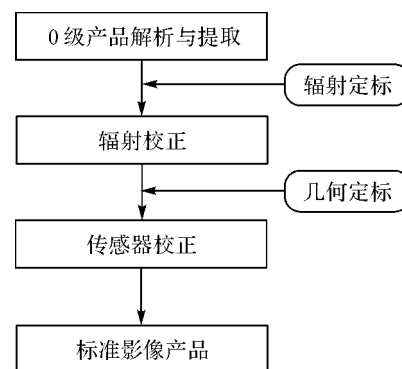 0级产品解析与提取
辐射定标
辐射校正
几何定标
传感器校正
标准影像产品